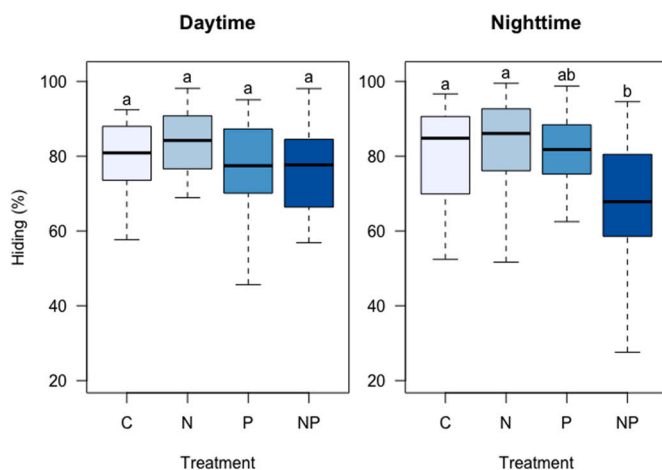 Daytime
Nighttime
Hiding (%)
100
80
60
40
20
a
a
a
a
C
N
P
NP
Treatment
100
80
60
40
20
a
a
ab
b
C
N
P
NP
Treatment